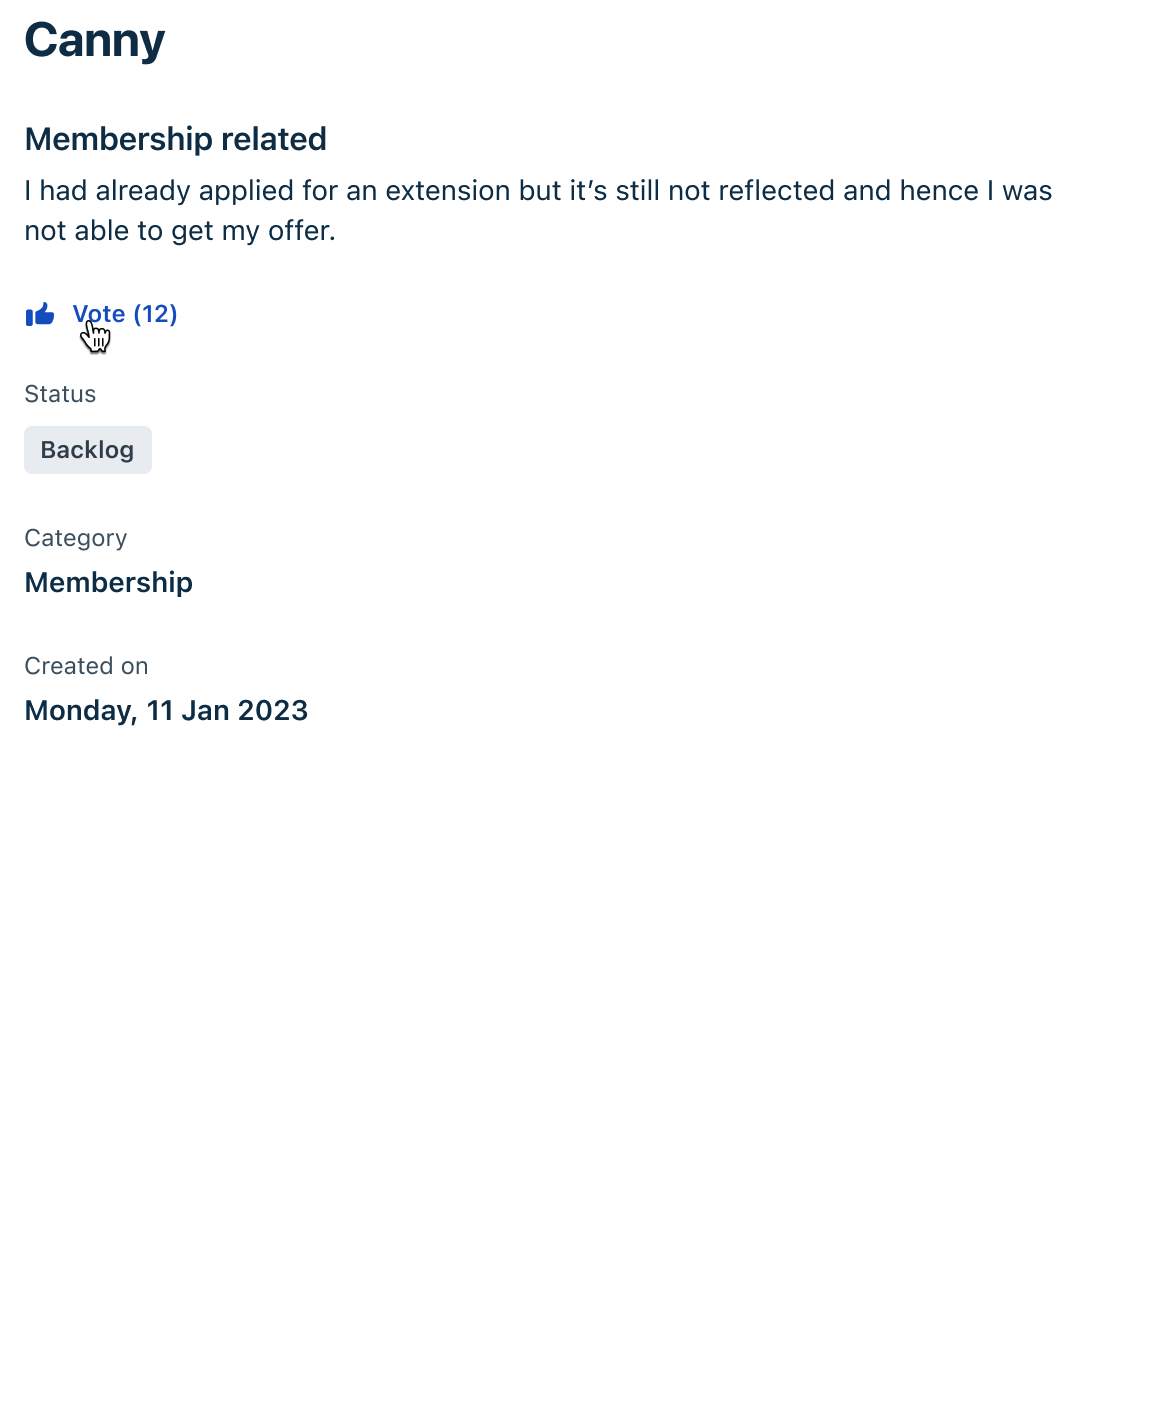 Canny
Membership related
I had already applied for an extension but it’s still not reflected and hence I was
not able to get my offer.
Vote (12)
Status
Backlog
Category
Membership
Created on
Monday, 11 Jan 2023